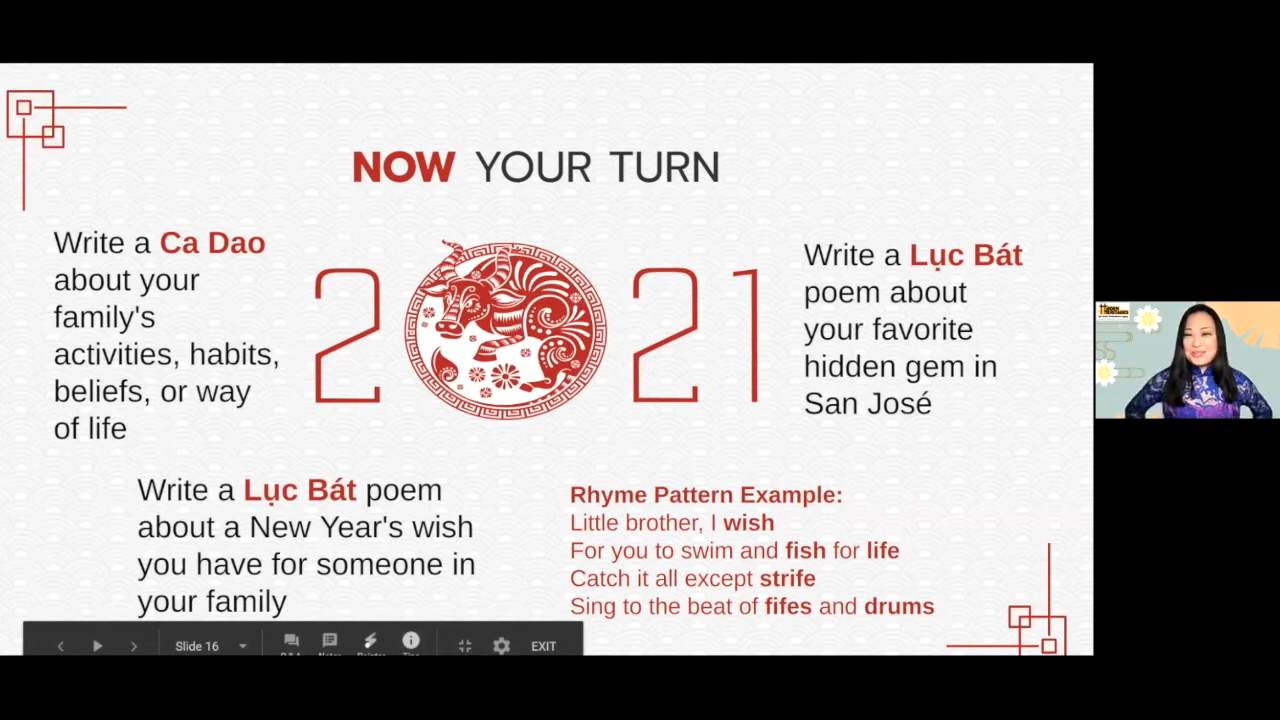 NOW YOUR TURN
Write a Ca Dao
about your
family's
activities, habits,
beliefs, or way
of life
2 21
Write a Lục Bát
poem about
your favorite
hidden gem in
San José
Write a Lục Bát poem
about a New Year's wish
you have for someone in
your family
Rhyme Pattern Example:
Little brother, I wish
For you to swim and fish for life
Catch it all except strife
Sing to the beat of fifes and drums
Slide 16
EXIT